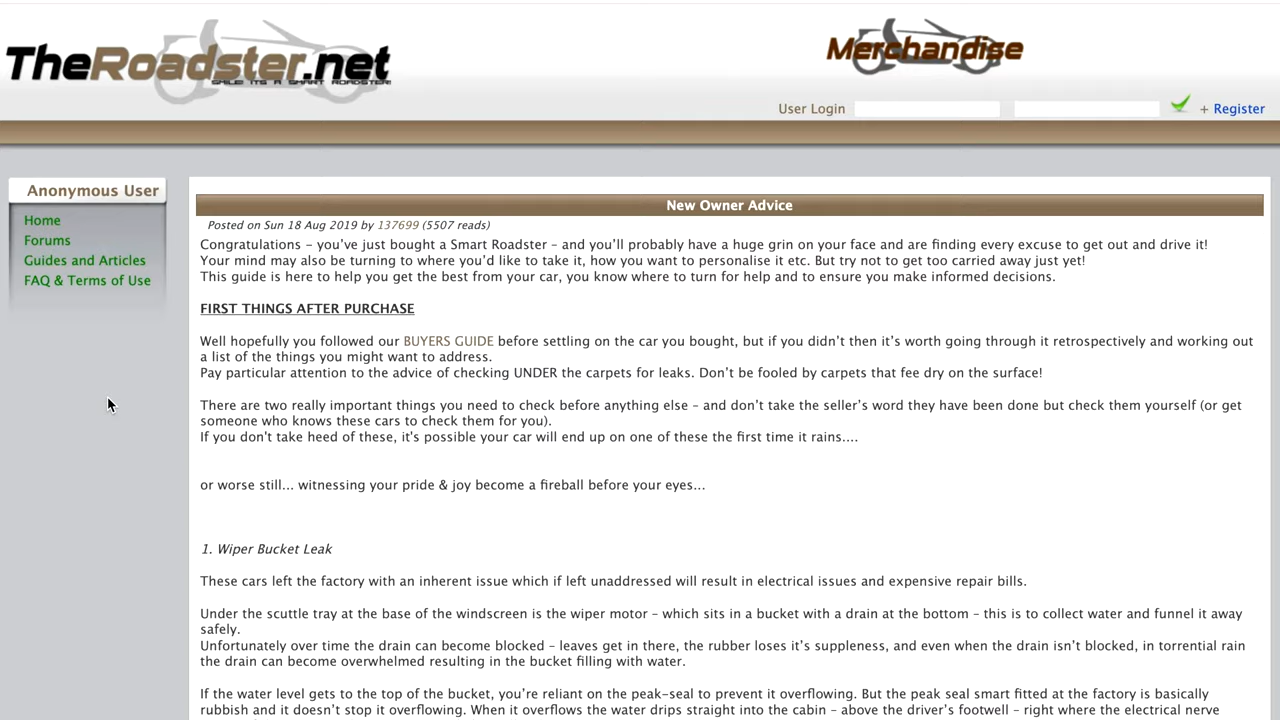 TheRoadster.net
SMILE ITS A SMART ROADSTER!
Merchandise
User Login
+ Register
Anonymous User
Home
Forums
Guides and Articles
FAQ & Terms of Use
New Owner Advice
Posted on Sun 18 Aug 2019 by 137699 (5507 reads)
Congratulations – you’ve just bought a Smart Roadster – and you’ll probably have a huge grin on your face and are finding every excuse to get out and drive it!
Your mind may also be turning to where you’d like to take it, how you want to personalise it etc. But try not to get too carried away just yet!
This guide is here to help you get the best from your car, you know where to turn for help and to ensure you make informed decisions.
FIRST THINGS AFTER PURCHASE
Well hopefully you followed our BUYERS GUIDE before settling on the car you bought, but if you didn’t then it’s worth going through it retrospectively and working out
a list of the things you might want to address.
Pay particular attention to the advice of checking UNDER the carpets for leaks. Don’t be fooled by carpets that fee dry on the surface!
There are two really important things you need to check before anything else – and don’t take the seller’s word they have been done but check them yourself (or get
someone who knows these cars to check them for you).
If you don't take heed of these, it's possible your car will end up on one of these the first time it rains....
or worse still... witnessing your pride & joy become a fireball before your eyes...
1. Wiper Bucket Leak
These cars left the factory with an inherent issue which if left unaddressed will result in electrical issues and expensive repair bills.
Under the scuttle tray at the base of the windscreen is the wiper motor – which sits in a bucket with a drain at the bottom – this is to collect water and funnel it away
safely.
Unfortunately over time the drain can become blocked – leaves get in there, the rubber loses it’s suppleness, and even when the drain isn’t blocked, in torrential rain
the drain can become overwhelmed resulting in the bucket filling with water.
If the water level gets to the top of the bucket, you’re reliant on the peak-seal to prevent it overflowing. But the peak seal smart fitted at the factory is basically
rubbish and it doesn’t stop it overflowing. When it overflows the water drips straight into the cabin – above the driver’s footwell – right where the electrical nerve